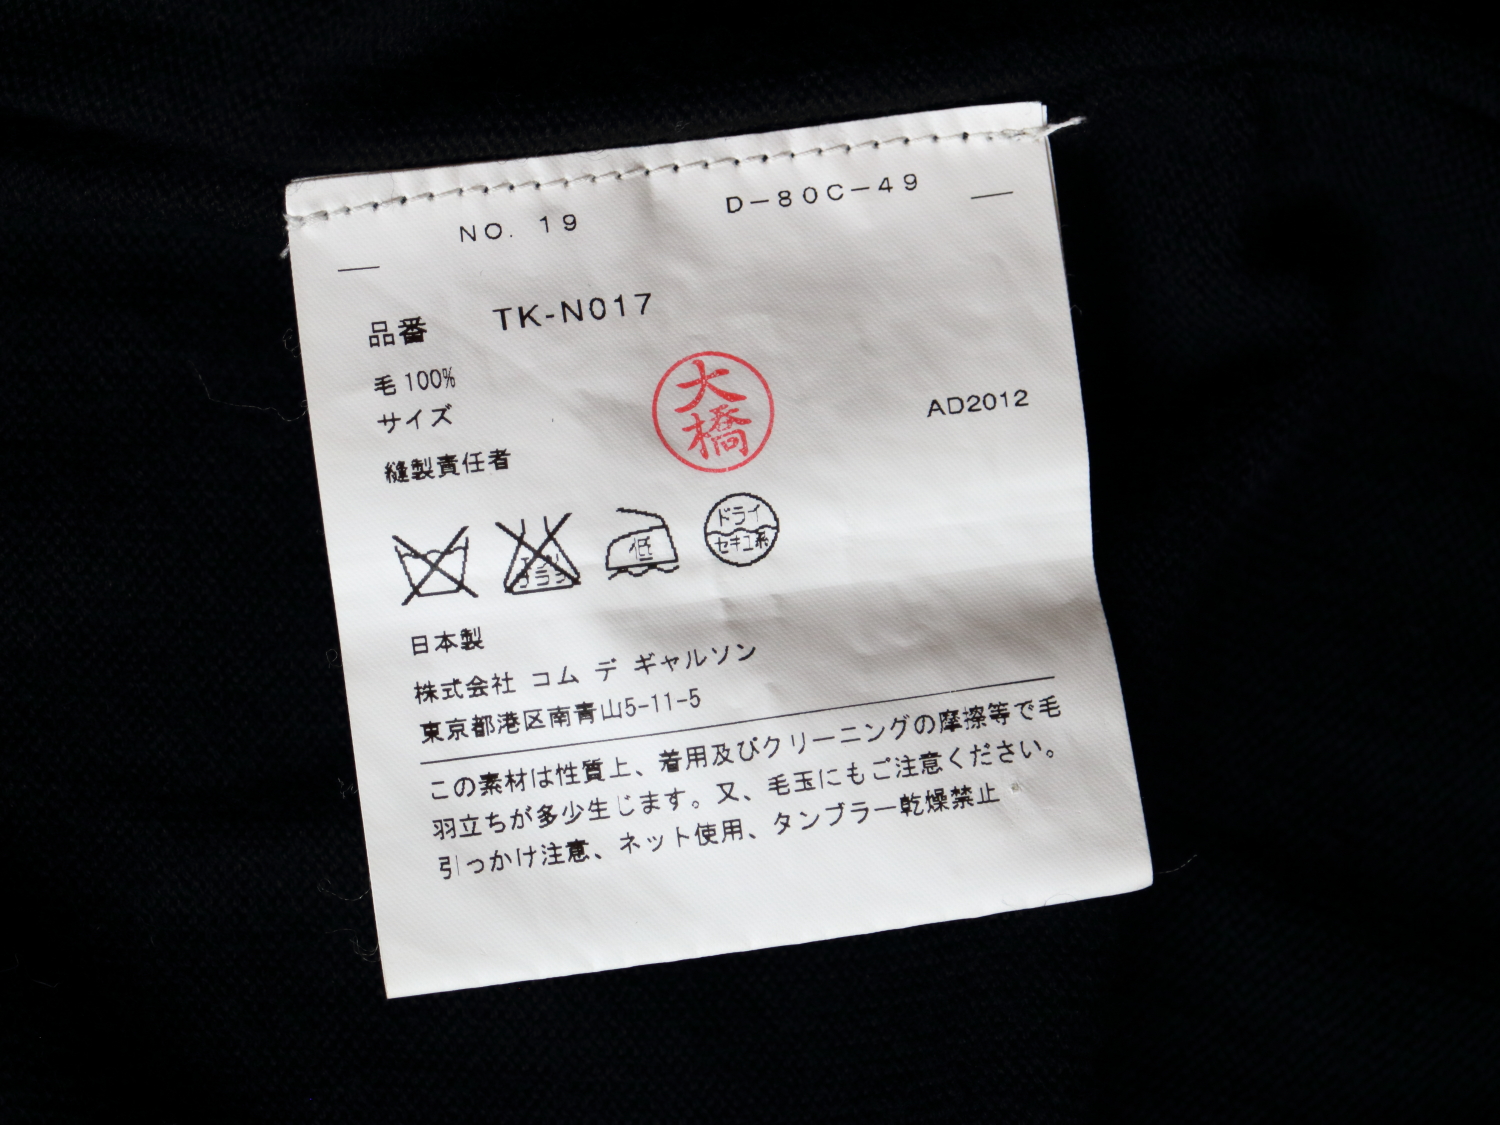 NO. 19 D-80C-49
品番 TK-N017
毛 100%
サイズ
大橋
AD2012
縫製責任者
エンソ
サラシ
低
ドライ
セキユ系
日本製
株式会社 コム デ ギャルソン
東京都港区南青山5-11-5
この素材は性質上、着用及びクリーニングの摩擦等で毛
羽立ちが多少生じます。又、毛玉にもご注意ください。
引っかけ注意、ネット使用、タンブラー乾燥禁止